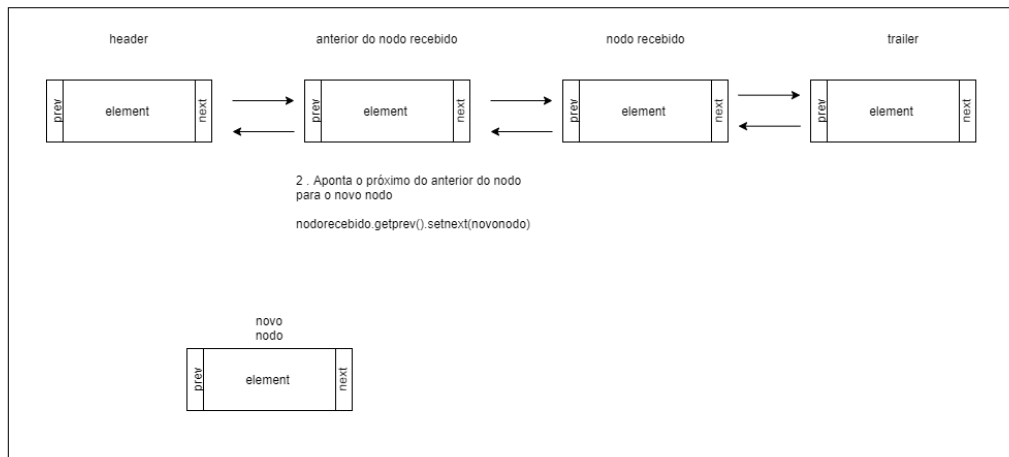 header
anterior do nodo recebido
nodo recebido
trailer
prev
element
next
prev
element
next
prev
element
next
prev
element
next
2 . Aponta o próximo do anterior do nodo
para o novo nodo
nodorecebido.getprev().setnext(novonodo)
novo
nodo
prev
element
next